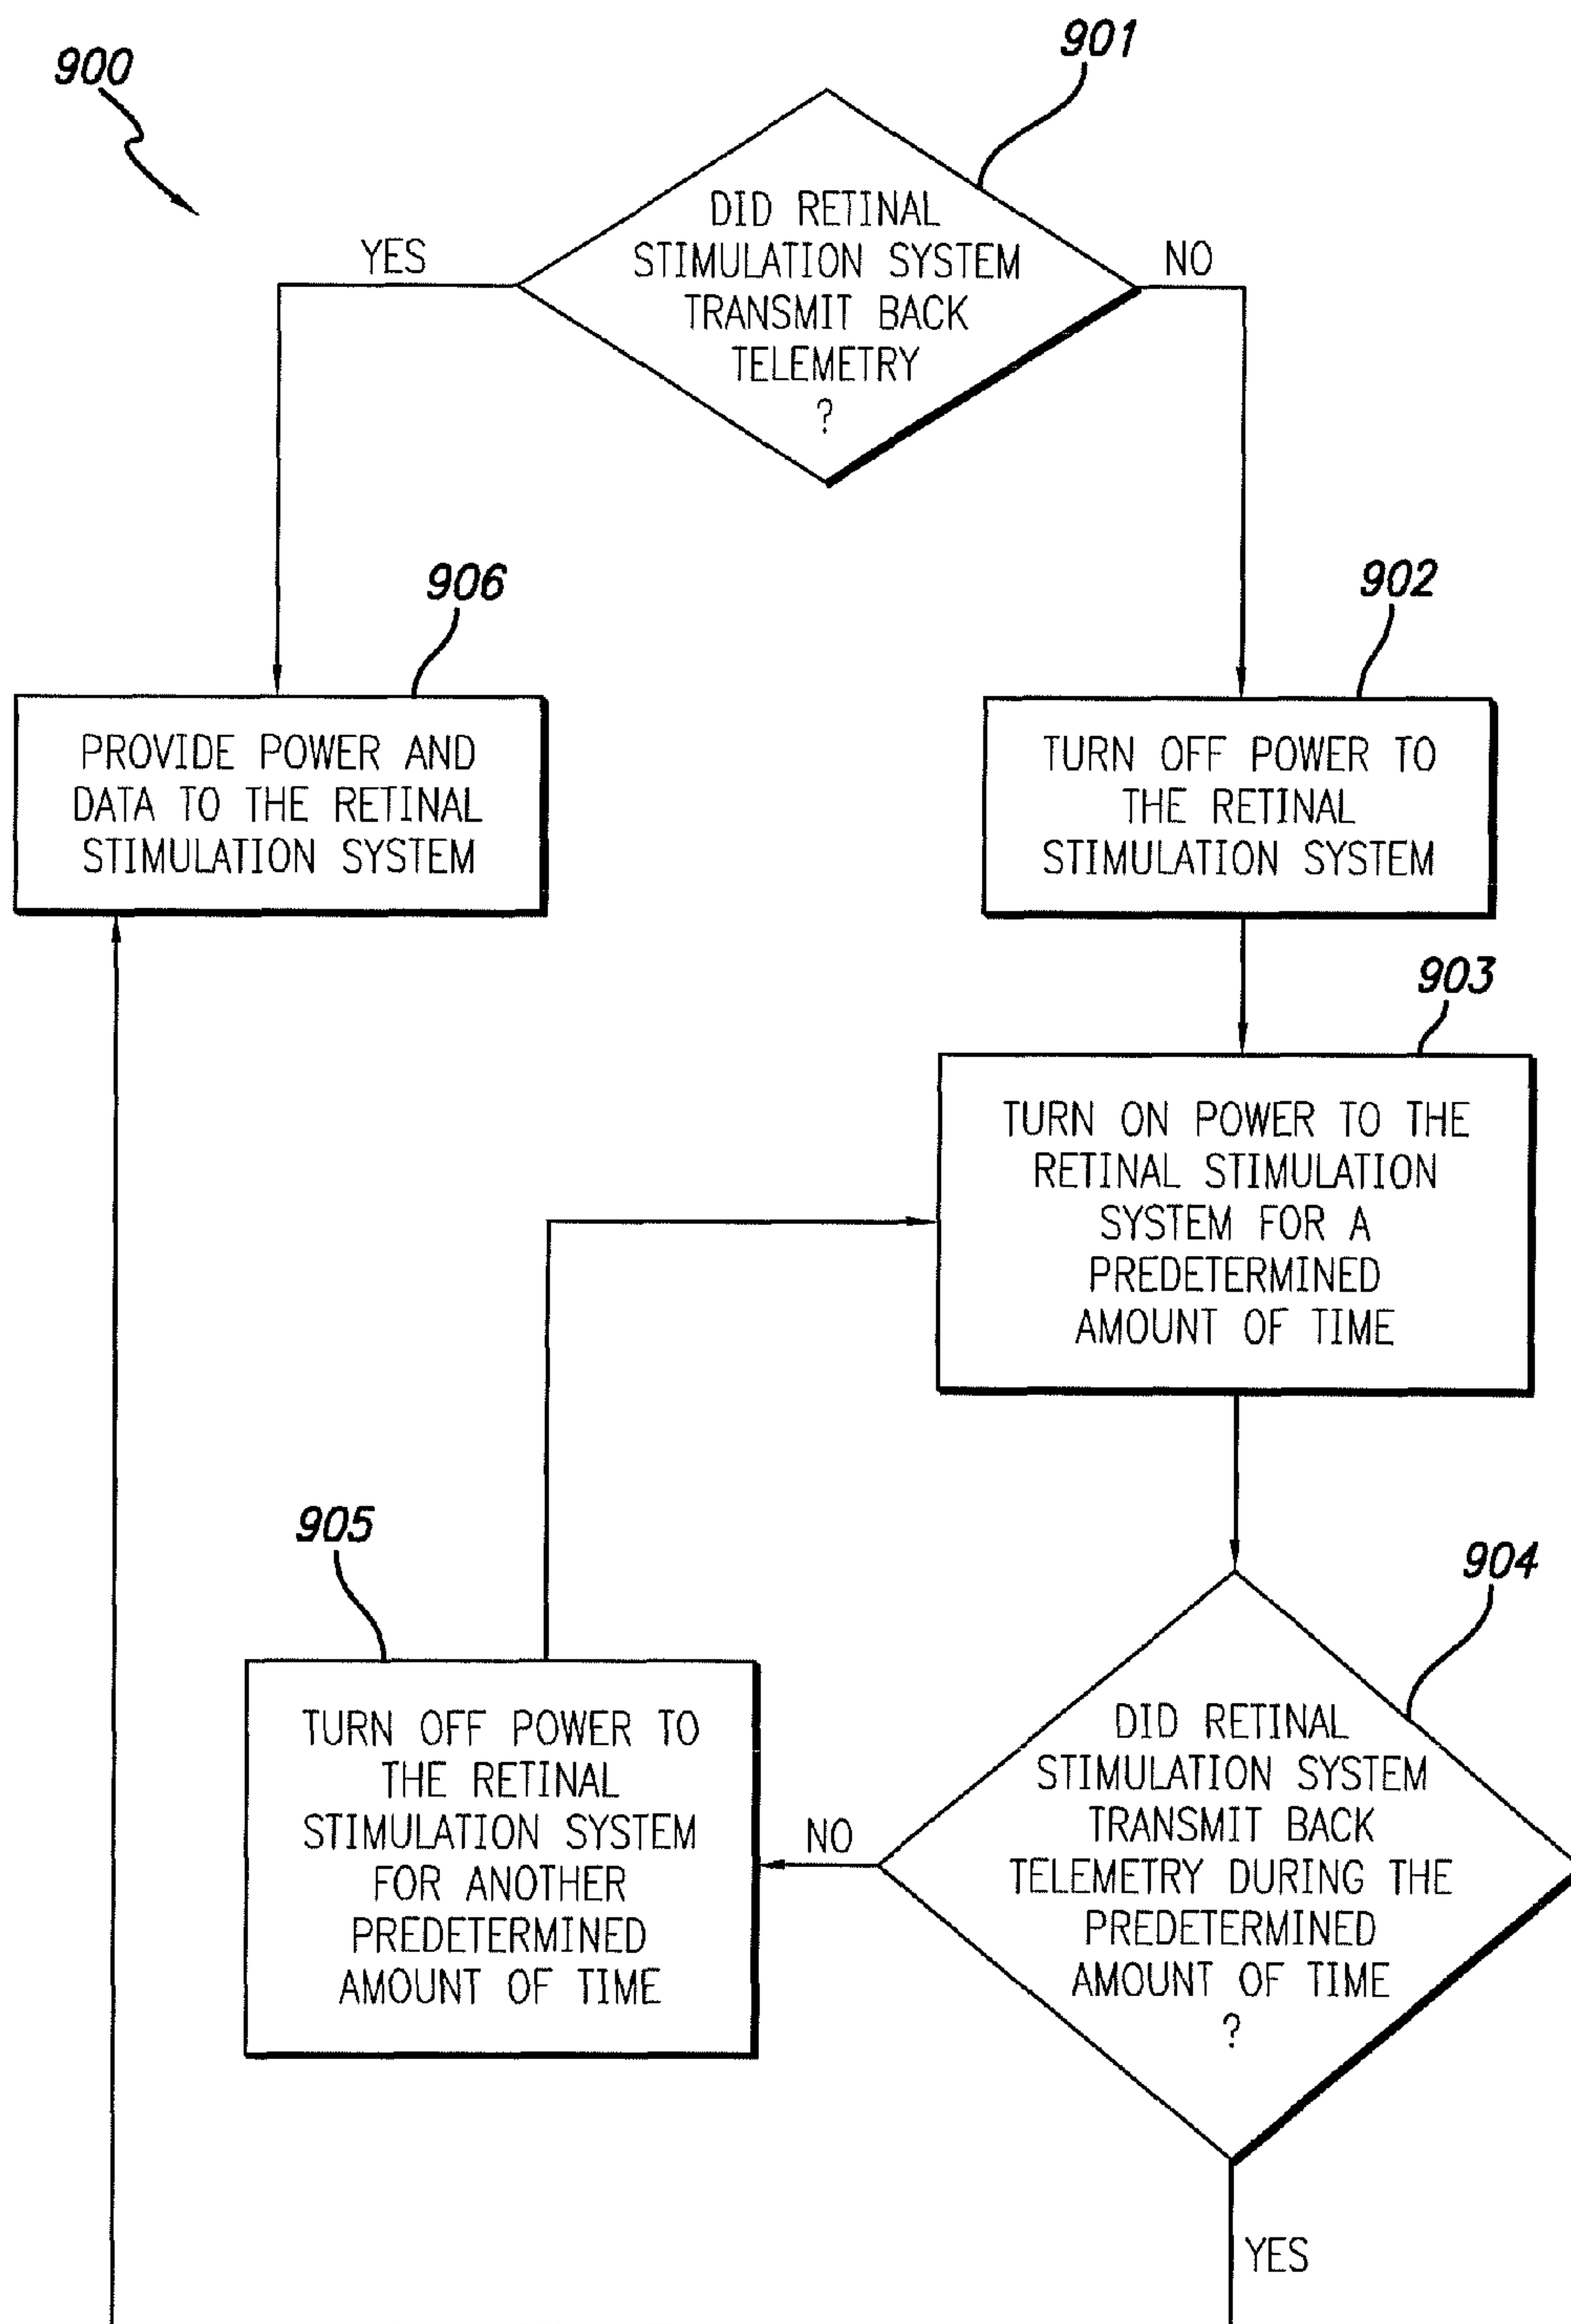 900
901
DID RETINAL
STIMULATION SYSTEM
TRANSMIT BACK
TELEMETRY
?
YES
NO
906
PROVIDE POWER AND
DATA TO THE RETINAL
STIMULATION SYSTEM
902
TURN OFF POWER TO
THE RETINAL
STIMULATION SYSTEM
903
TURN ON POWER TO THE
RETINAL STIMULATION
SYSTEM FOR A
PREDETERMINED
AMOUNT OF TIME
904
DID RETINAL
STIMULATION SYSTEM
TRANSMIT BACK
TELEMETRY DURING THE
PREDETERMINED
AMOUNT OF TIME
?
NO
905
TURN OFF POWER TO
THE RETINAL
STIMULATION SYSTEM
FOR ANOTHER
PREDETERMINED
AMOUNT OF TIME
YES